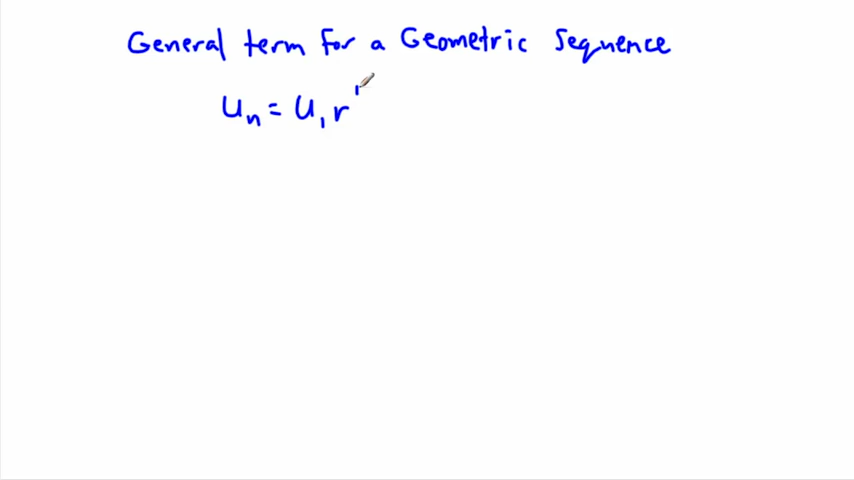 General term for a Geometric Sequence
Un = U1 r